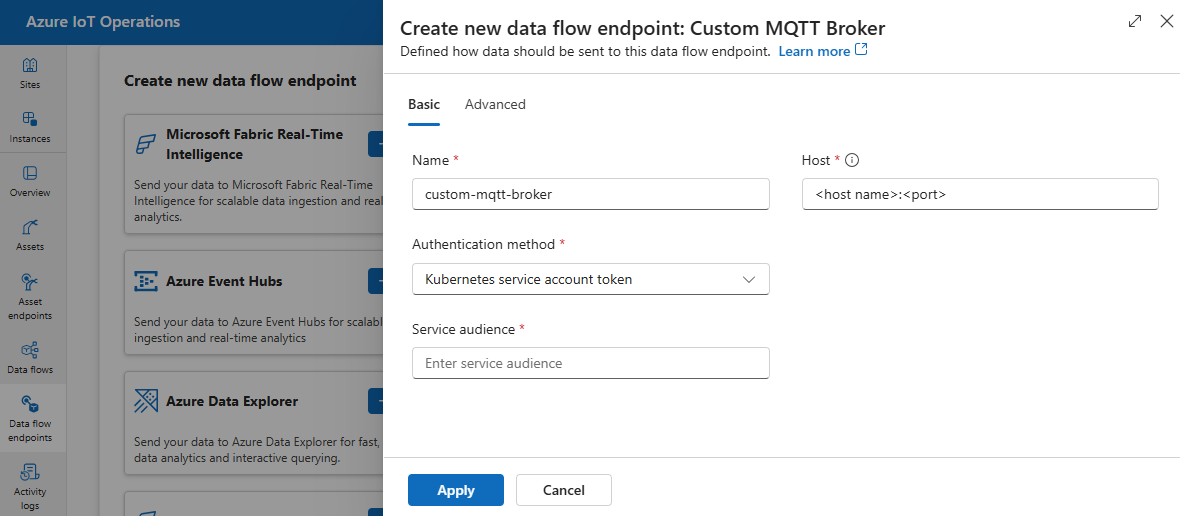 Azure IoT Operations
Sites
Instances
Overview
Assets
Asset
endpoints
Data flows
Data flow
endpoints
Activity
logs
Create new data flow endpoint
Microsoft Fabric Real-Time
Intelligence
Send your data to Microsoft Fabric Real-Time
Intelligence for scalable data ingestion and real
analytics.
Azure Event Hubs
Send your data to Azure Event Hubs for scalabl
ingestion and real-time analytics
Azure Data Explorer
Send your data to Azure Data Explorer for fast,
data analytics and interactive querying.
Create new data flow endpoint: Custom MQTT Broker
Defined how data should be sent to this data flow endpoint. Learn more
Basic Advanced
Name * Host *
custom-mqtt-broker <host name>:<port>
Authentication method *
Kubernetes service account token
Service audience *
Enter service audience
Apply Cancel